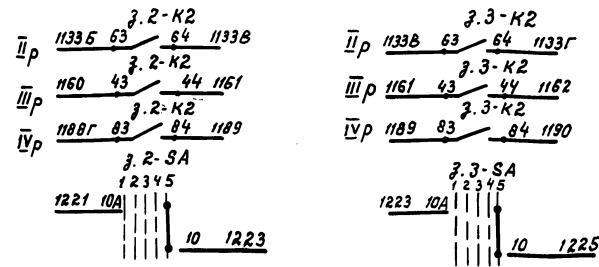 з.2-К2
IIр 1133Б 63 64 1133В
з.2-К2
IIIр 1160 43 44 1161
з.2-К2
IVр 1188г 83 84 1189
з.2-SA
1 2 3 4 5
1221 10А
10 1223
з.3-К2
IIр 1133В 63 64 1133Г
з.3-К2
IIIр 1161 43 44 1162
з.3-К2
IVр 1189 83 84 1190
з.3-SA
1 2 3 4 5
1223 10А
10 1225